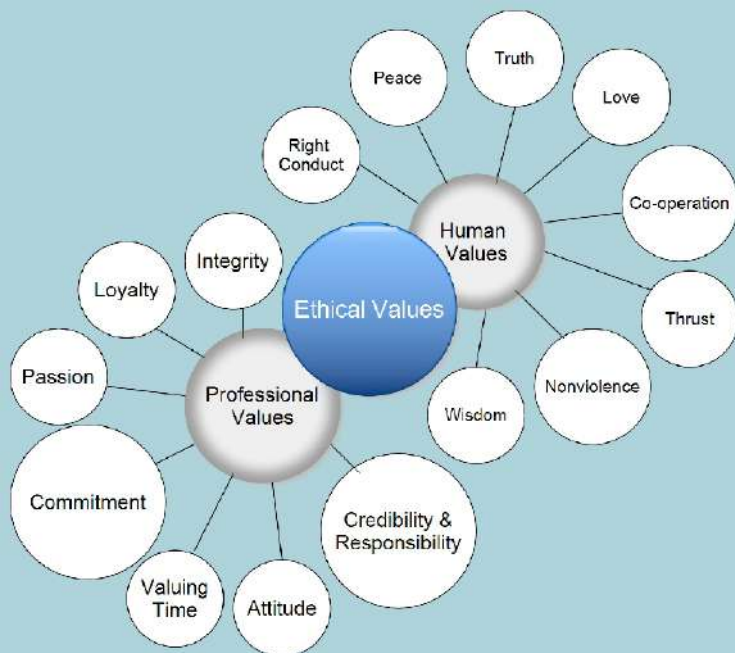 Truth
Peace
Love
Right
Conduct
Co-operation
Human
Values
Integrity
Loyalty
Ethical Values
Thrust
Passion
Nonviolence
Professional
Values
Wisdom
Commitment
Credibility &
Responsibility
Valuing
Time
Attitude